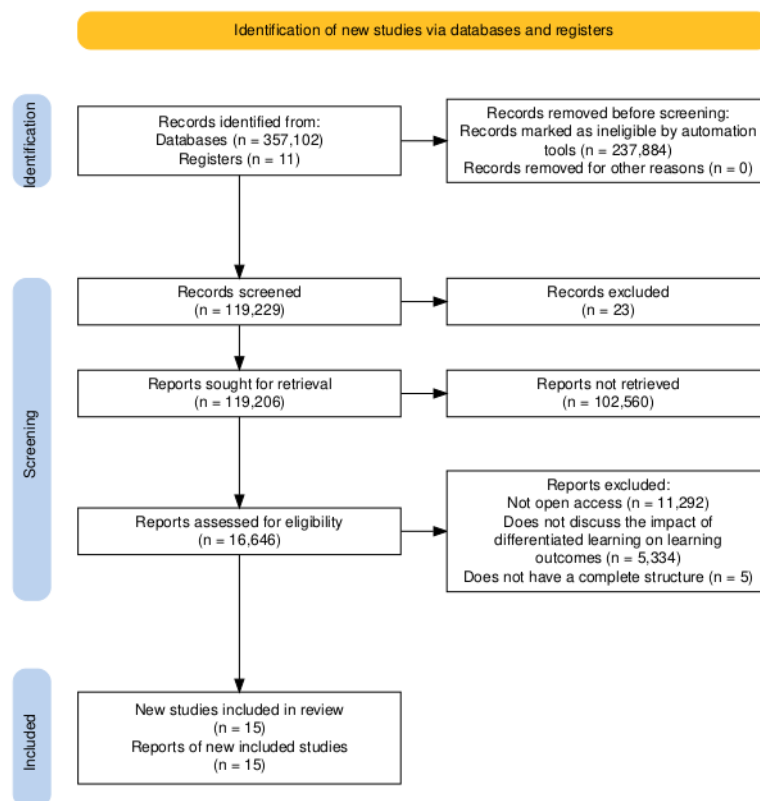 Identification of new studies via databases and registers
Identification
Records identified from:
Databases (n = 357,102)
Registers (n = 11)
Records removed before screening:
Records marked as ineligible by automation
tools (n = 237,884)
Records removed for other reasons (n = 0)
Screening
Records screened
(n = 119,229)
Records excluded
(n = 23)
Reports sought for retrieval
(n = 119,206)
Reports not retrieved
(n = 102,560)
Reports assessed for eligibility
(n = 16,646)
Reports excluded:
Not open access (n = 11,292)
Does not discuss the impact of
differentiated learning on learning
outcomes
(n = 5,334)
Does not have a complete structure (n = 5)
Included
New studies included in review
(n = 15)
Reports of new included studies
(n = 15)